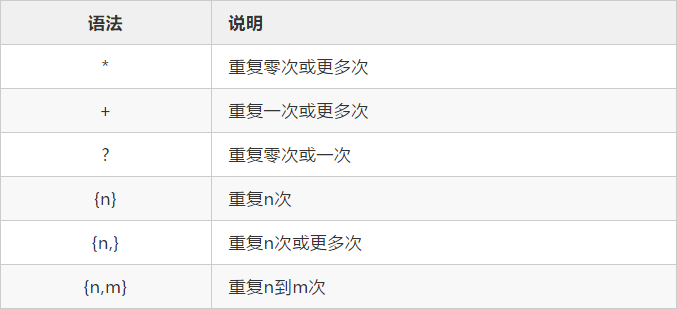 语法 说明
* 重复零次或更多次
+ 重复一次或更多次
? 重复零次或一次
{n} 重复n次
{n,} 重复n次或更多次
{n,m} 重复n到m次